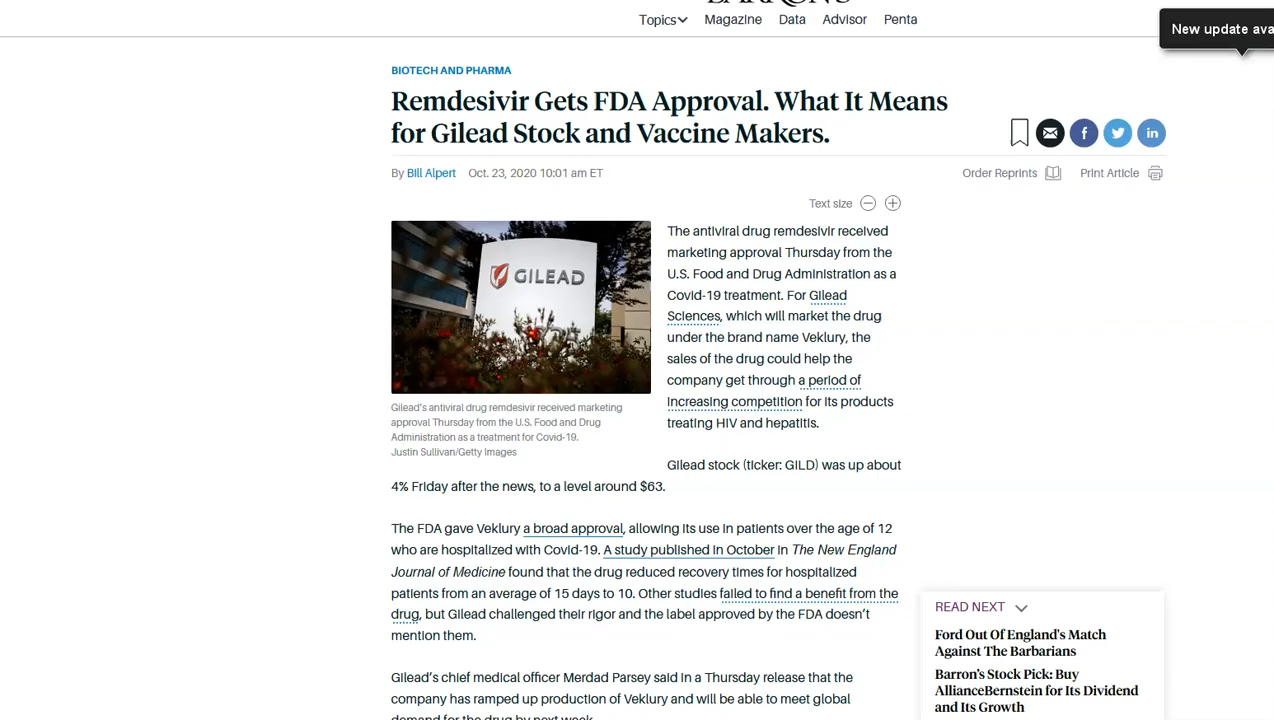 BARRON'S
Topics Magazine Data Advisor Penta
New update ava
BIOTECH AND PHARMA
Remdesivir Gets FDA Approval. What It Means
for Gilead Stock and Vaccine Makers.
By Bill Alpert Oct. 23, 2020 10:01 am ET
Order Reprints Print Article
Text size
GILEAD
Gilead's antiviral drug remdesivir received marketing
approval Thursday from the U.S. Food and Drug
Administration as a treatment for Covid-19.
Justin Sullivan/Getty Images
The antiviral drug remdesivir received
marketing approval Thursday from the
U.S. Food and Drug Administration as a
Covid-19 treatment. For Gilead
Sciences, which will market the drug
under the brand name Veklury, the
sales of the drug could help the
company get through a period of
increasing competition for its products
treating HIV and hepatitis.
Gilead stock (ticker: GILD) was up about
4% Friday after the news, to a level around $63.
The FDA gave Veklury a broad approval, allowing its use in patients over the age of 12
who are hospitalized with Covid-19. A study published in October in The New England
Journal of Medicine found that the drug reduced recovery times for hospitalized
patients from an average of 15 days to 10. Other studies failed to find a benefit from the
drug, but Gilead challenged their rigor and the label approved by the FDA doesn't
mention them.
Gilead's chief medical officer Merdad Parsey said in a Thursday release that the
company has ramped up production of Veklury and will be able to meet global
demand for the drug by next week.
READ NEXT
Ford Out Of England's Match
Against The Barbarians
Barron's Stock Pick: Buy
AllianceBernstein for Its Dividend
and Its Growth